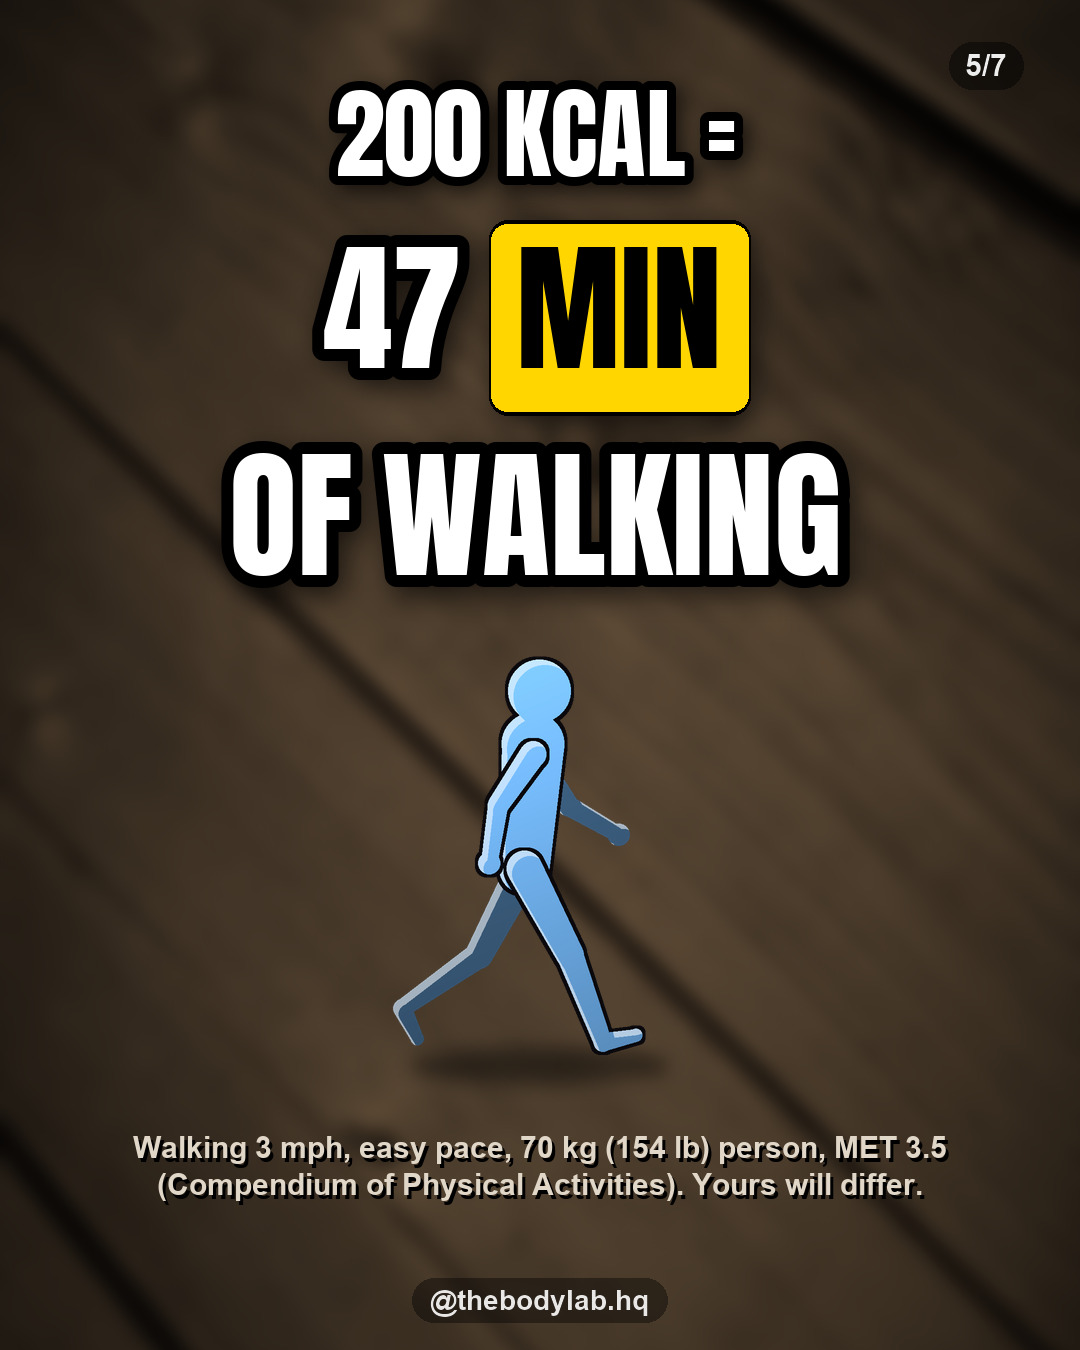 5/7
200 KCAL =
47 MIN
OF WALKING
Walking 3 mph, easy pace, 70 kg (154 lb) person, MET 3.5
(Compendium of Physical Activities). Yours will differ.
@thebodylab.hq